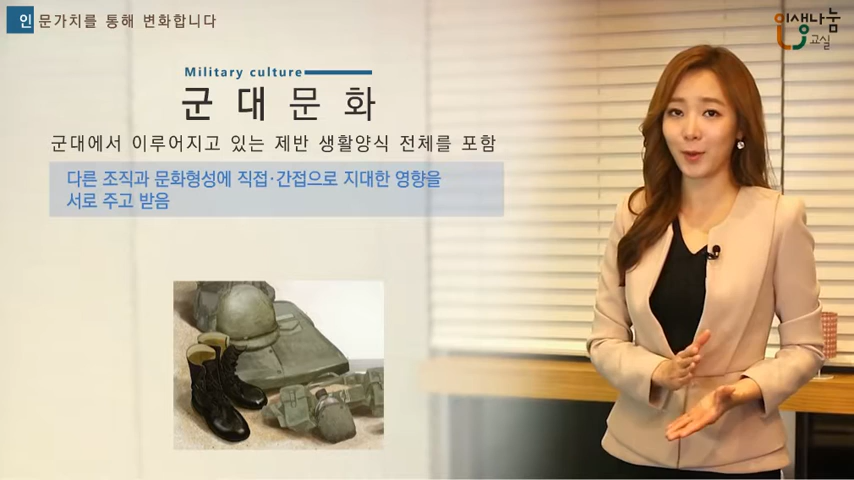 인문가치를 통해 변화합니다
인생나눔
교실
Military culture
군대문화
군대에서 이루어지고 있는 제반 생활양식 전체를 포함
다른 조직과 문화형성에 직접·간접으로 지대한 영향을
서로 주고 받음